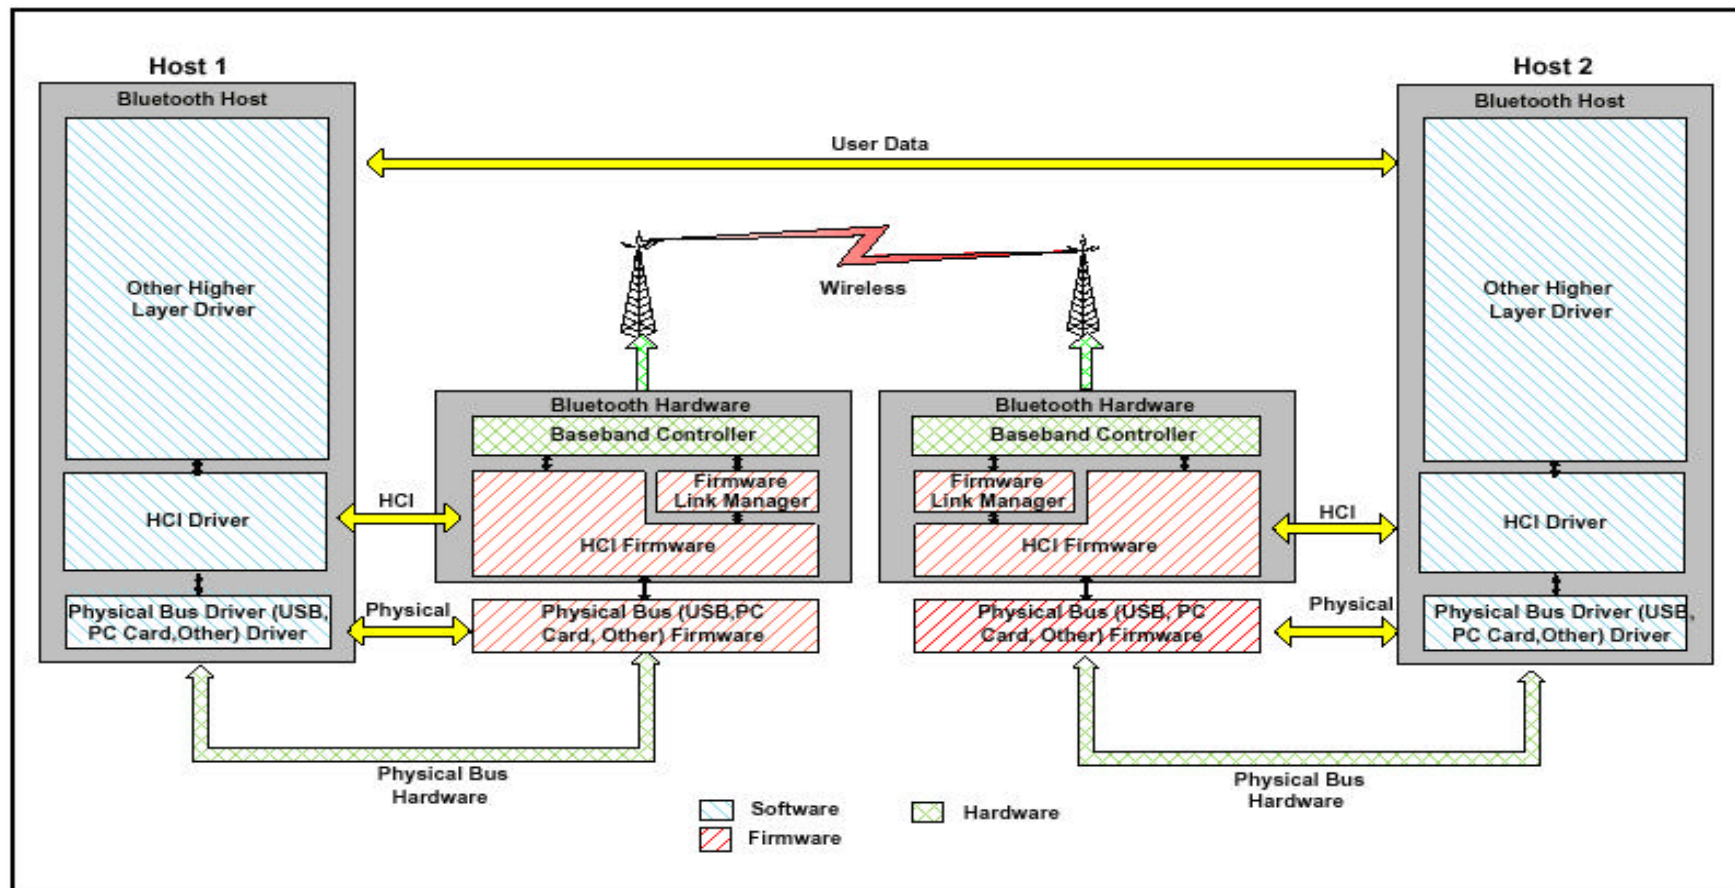 Host 1
Bluetooth Host
Other Higher
Layer Driver
HCI Driver
Physical Bus Driver (USB,
PC Card,Other) Driver
User Data
Wireless
HCI
Physical
Bluetooth Hardware
Baseband Controller
Firmware
Link Manager
HCI Firmware
Physical Bus (USB,PC
Card, Other) Firmware
Physical Bus
Hardware
Bluetooth Hardware
Baseband Controller
Firmware
Link Manager
HCI Firmware
Physical Bus (USB, PC
Card, Other) Firmware
HCI
Physical
Host 2
Bluetooth Host
Other Higher
Layer Driver
HCI Driver
Physical Bus Driver (USB,
PC Card,Other) Driver
Physical Bus
Hardware
Software
Firmware
Hardware